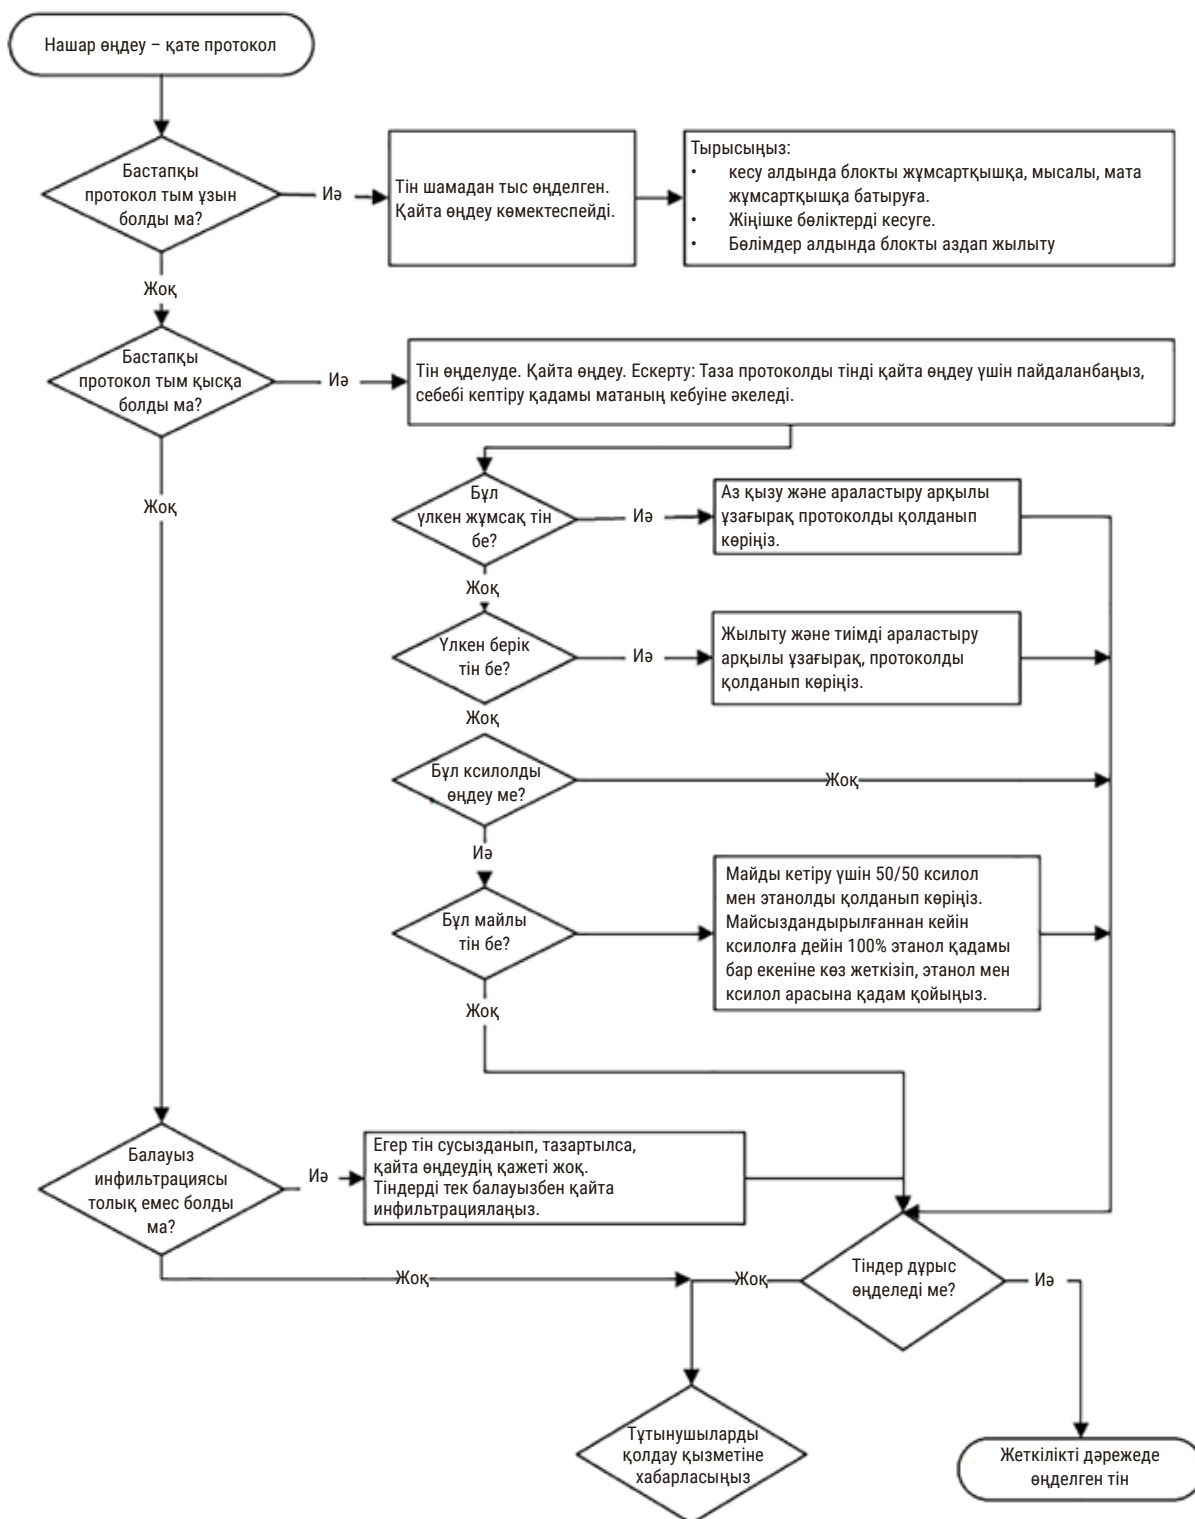 Нашар өңдеу – қате протокол
Бастапқы
протокол тым ұзын
болды ма?
Иә
Тін шамадан тыс өңделген.
Қайта өңдеу көмектеспейді.
Тырысыңыз:
• кесу алдында блокты жұмсартқышқа, мысалы, мата
жұмсартқышқа батыруға.
• Жіңішке бөліктерді кесуге.
• Бөлімдер алдында блокты аздап жылыту
Жоқ
Бастапқы
протокол тым қысқа
болды ма?
Иә
Тін өңделуде. Қайта өңдеу. Ескерту: Таза протоколды тінді қайта өңдеу үшін пайдаланбаңыз,
себебі кептіру қадамы матаның кебуіне әкеледі.
Жоқ
Бұл
үлкен жұмсақ тін
бе?
Иә
Аз қызу және араластыру арқылы
ұзағырақ протоколды қолданып
көріңіз.
Жоқ
Үлкен берік
тін бе?
Иә
Жылыту және тиімді араластыру
арқылы ұзағырақ, протоколды
қолданып көріңіз.
Жоқ
Бұл ксилолды
өңдеу ме?
Жоқ
Иә
Бұл майлы
тін бе?
Майды кетіру үшін 50/50 ксилол
мен этанолды қолданып көріңіз.
Майсыздандырылғаннан кейін
ксилолға дейін 100% этанол қадамы
бар екеніне көз жеткізіп, этанол мен
ксилол арасына қадам қойыңыз.
Жоқ
Балауыз
инфильтрациясы
толық емес болды
ма?
Иә
Егер тін сусызданып, тазартылса,
қайта өңдеудің қажеті жоқ.
Тіндерді тек балауызбен қайта
инфильтрациялаңыз.
Жоқ
Жоқ
Тіндер дұрыс
өңделеді ме?
Иә
Тұтынушыларды
қолдау қызметіне
хабарласыңыз
Жеткілікті дәрежеде
өңделген тін